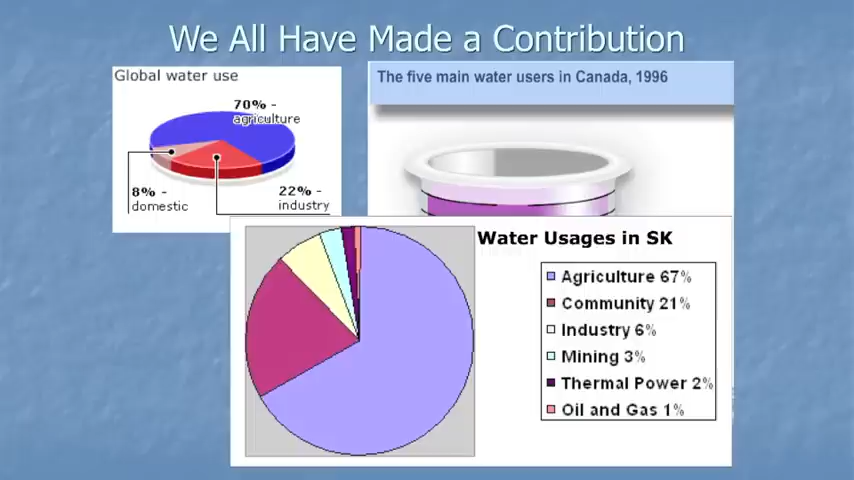 We All Have Made a Contribution
Global water use
70% -
agriculture
8% -
domestic
22% -
industry
The five main water users in Canada, 1996
Water Usages in SK
Agriculture 67%
Community 21%
Industry 6%
Mining 3%
Thermal Power 2%
Oil and Gas 1%